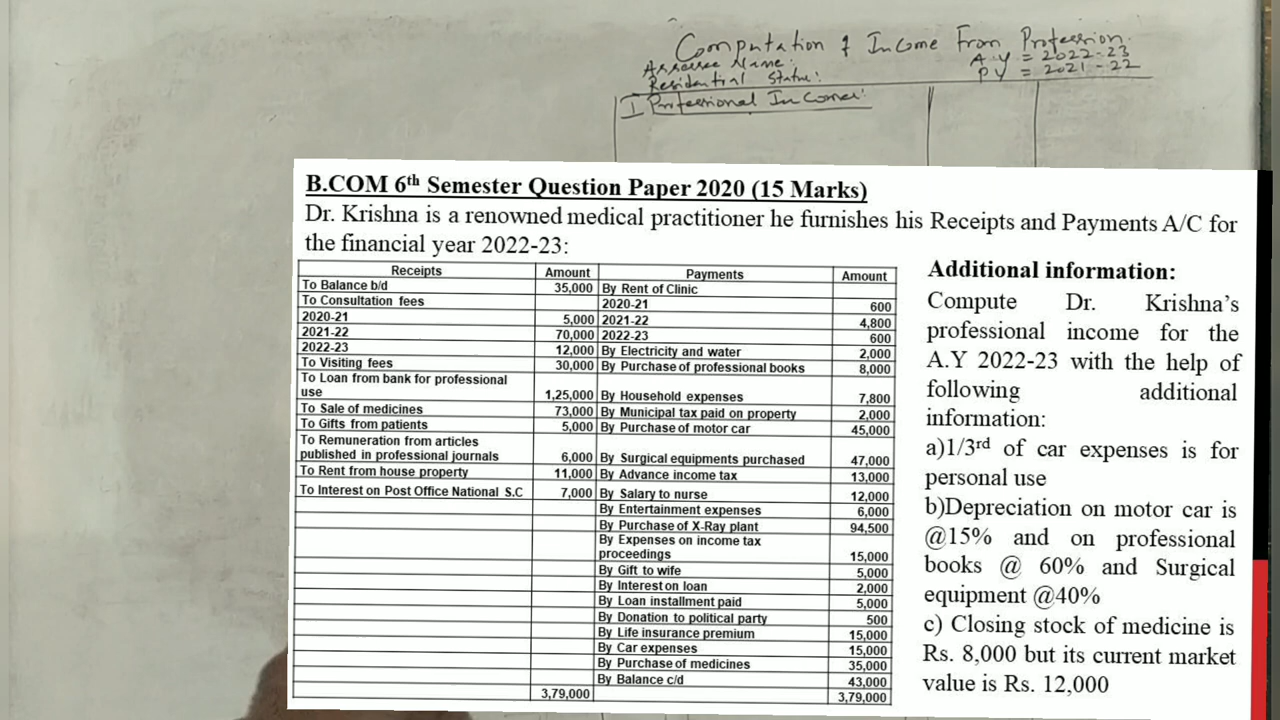 Computation of Income From Profession.
Assessee Name:
A.Y = 2022-23
Residential Status:
P Y = 2021-22
I Professional Incomes:
B.COM 6th Semester Question Paper 2020 (15 Marks)
Dr. Krishna is a renowned medical practitioner he furnishes his Receipts and Payments A/C for
the financial year 2022-23:
Receipts Amount Payments Amount
To Balance b/d 35,000 By Rent of Clinic
To Consultation fees 2020-21 600
2020-21 5,000 2021-22 4,800
2021-22 70,000 2022-23 600
2022-23 12,000 By Electricity and water 2,000
To Visiting fees 30,000 By Purchase of professional books 8,000
To Loan from bank for professional
use 1,25,000 By Household expenses 7,800
To Sale of medicines 73,000 By Municipal tax paid on property 2,000
To Gifts from patients 5,000 By Purchase of motor car 45,000
To Remuneration from articles
published in professional journals 6,000 By Surgical equipments purchased 47,000
To Rent from house property 11,000 By Advance income tax 13,000
To Interest on Post Office National S.C 7,000 By Salary to nurse 12,000
By Entertainment expenses 6,000
By Purchase of X-Ray plant 94,500
By Expenses on income tax
proceedings 15,000
By Gift to wife 5,000
By Interest on loan 2,000
By Loan installment paid 5,000
By Donation to political party 500
By Life insurance premium 15,000
By Car expenses 15,000
By Purchase of medicines 35,000
By Balance c/d 43,000
3,79,000 3,79,000
Additional information:
Compute Dr. Krishna's
professional income for the
A.Y 2022-23 with the help of
following additional
information:
a)1/3rd of car expenses is for
personal use
b)Depreciation on motor car is
@15% and on professional
books @ 60% and Surgical
equipment @40%
c) Closing stock of medicine is
Rs. 8,000 but its current market
value is Rs. 12,000